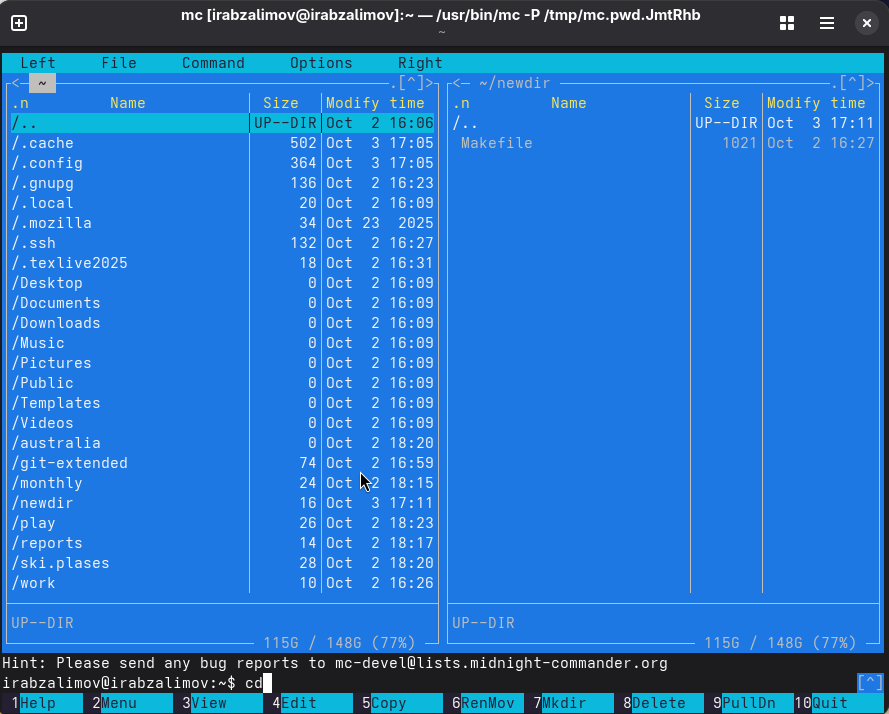 mc [irabzalimov@irabzalimov]:~ — /usr/bin/mc -P /tmp/mc.pwd.JmtRhb
~
Left File Command Options Right
<─ ~ .[^]>
.n Name Size Modify time
/.. UP--DIR Oct 2 16:06
/.cache 502 Oct 3 17:05
/.config 364 Oct 3 17:05
/.gnupg 136 Oct 2 16:23
/.local 20 Oct 2 16:09
/.mozilla 34 Oct 23 2025
/.ssh 132 Oct 2 16:27
/.texlive2025 18 Oct 2 16:31
/Desktop 0 Oct 2 16:09
/Documents 0 Oct 2 16:09
/Downloads 0 Oct 2 16:09
/Music 0 Oct 2 16:09
/Pictures 0 Oct 2 16:09
/Public 0 Oct 2 16:09
/Templates 0 Oct 2 16:09
/Videos 0 Oct 2 16:09
/australia 0 Oct 2 18:20
/git-extended 74 Oct 2 16:59
/monthly 24 Oct 2 18:15
/newdir 16 Oct 3 17:11
/play 26 Oct 2 18:23
/reports 14 Oct 2 18:17
/ski.plases 28 Oct 2 18:20
/work 10 Oct 2 16:26
UP--DIR
115G / 148G (77%)
<─ ~/newdir .[^]>
.n Name Size Modify time
/.. UP--DIR Oct 3 17:11
Makefile 1021 Oct 2 16:27
UP--DIR
115G / 148G (77%)
Hint: Please send any bug reports to mc-devel@lists.midnight-commander.org
irabzalimov@irabzalimov:~$ cd [^]
1Help 2Menu 3View 4Edit 5Copy 6RenMov 7Mkdir 8Delete 9PullDn 10Quit